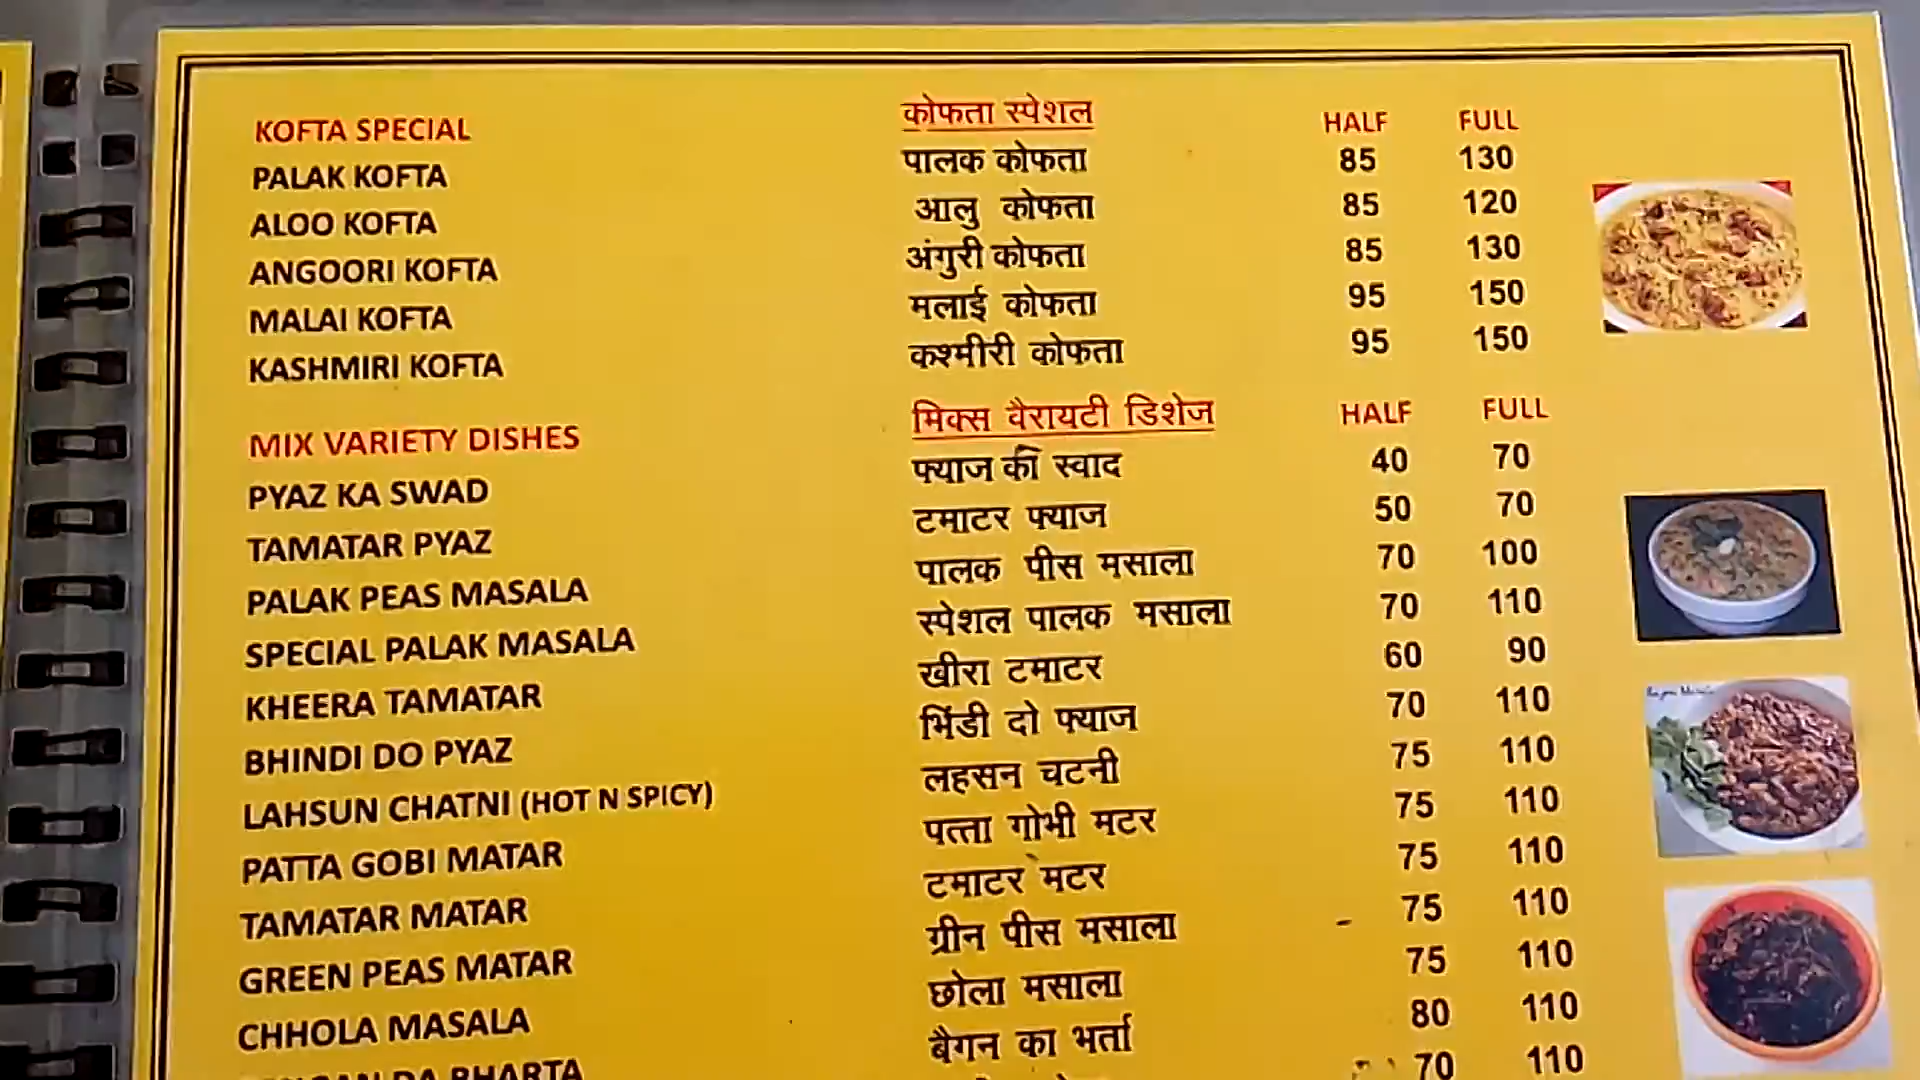 KOFTA SPECIAL कोफता स्पेशल HALF FULL
PALAK KOFTA पालक कोफता 85 130
ALOO KOFTA आलु कोफता 85 120
ANGOORI KOFTA अंगुरी कोफता 85 130
MALAI KOFTA मलाई कोफता 95 150
KASHMIRI KOFTA कश्मीरी कोफता 95 150
MIX VARIETY DISHES मिक्स वैरायटी डिशेज HALF FULL
PYAZ KA SWAD फ्याज की स्वाद 40 70
TAMATAR PYAZ टमाटर फ्याज 50 70
PALAK PEAS MASALA पालक पीस मसाला 70 100
SPECIAL PALAK MASALA स्पेशल पालक मसाला 70 110
KHEERA TAMATAR खीरा टमाटर 60 90
BHINDI DO PYAZ भिंडी दो फ्याज 70 110
LAHSUN CHATNI (HOT N SPICY) लहसन चटनी 75 110
PATTA GOBI MATAR पत्ता गोभी मटर 75 110
TAMATAR MATAR टमाटर मटर 75 110
GREEN PEAS MATAR ग्रीन पीस मसाला 75 110
CHHOLA MASALA छोला मसाला 75 110
BHARTA बैगन का भर्ता 80 110
70 110